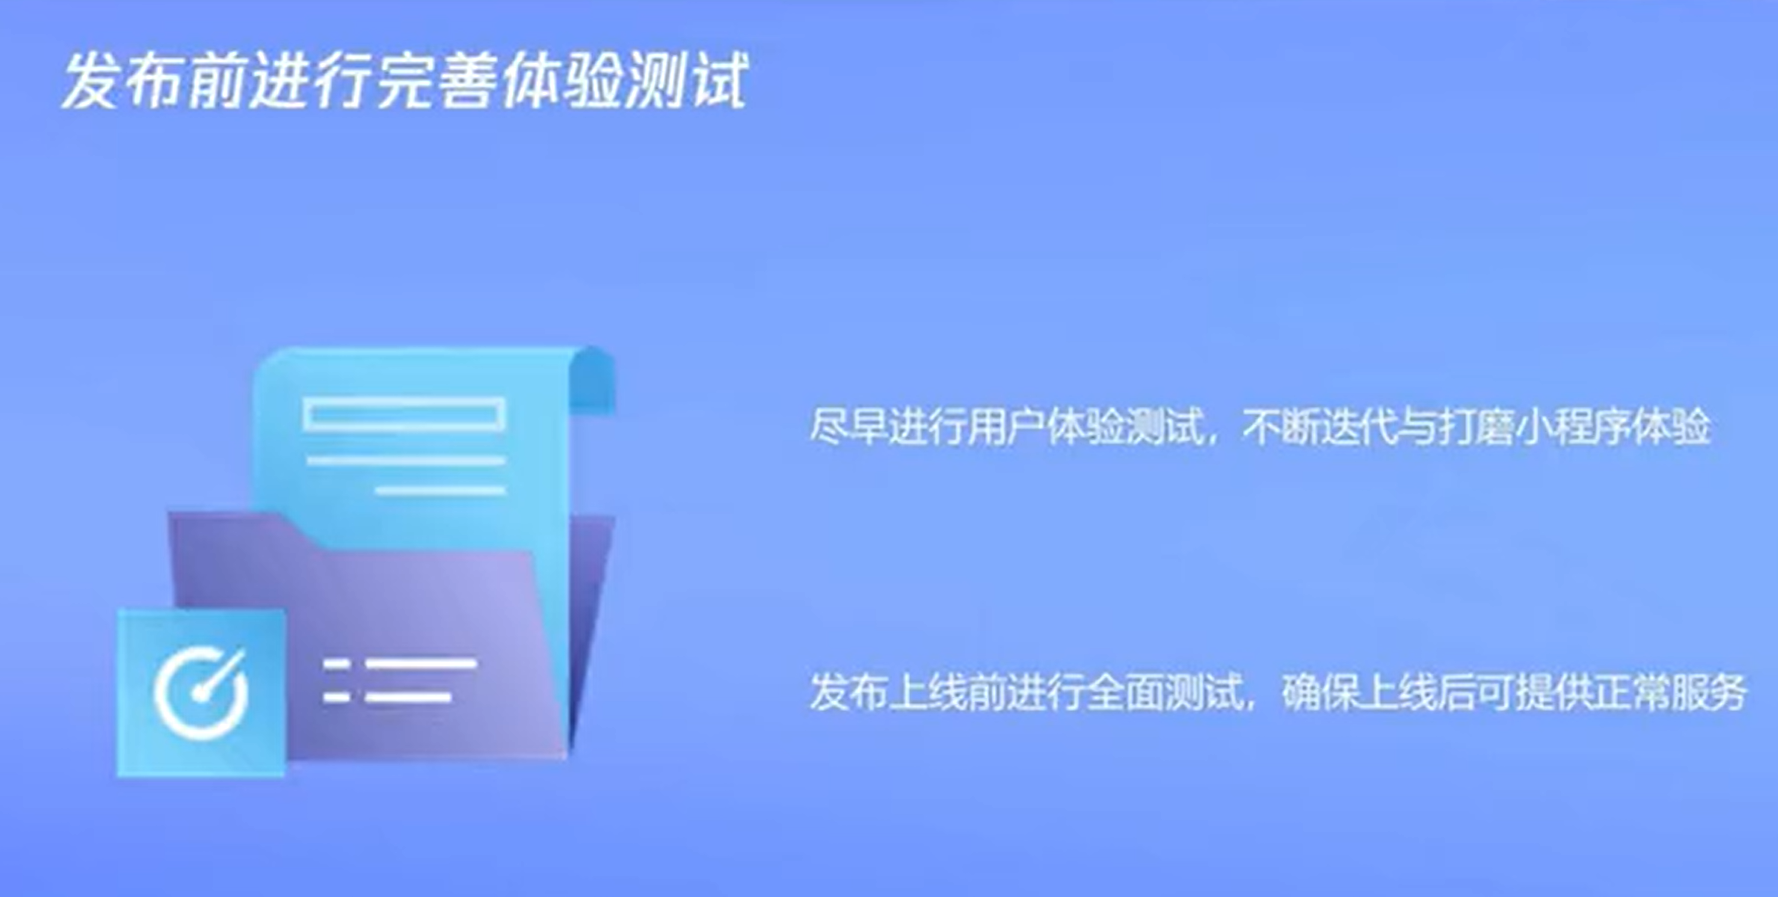 发布前进行完善体验测试
尽早进行用户体验测试，不断迭代与打磨小程序体验
发布上线前进行全面测试，确保上线后可提供正常服务